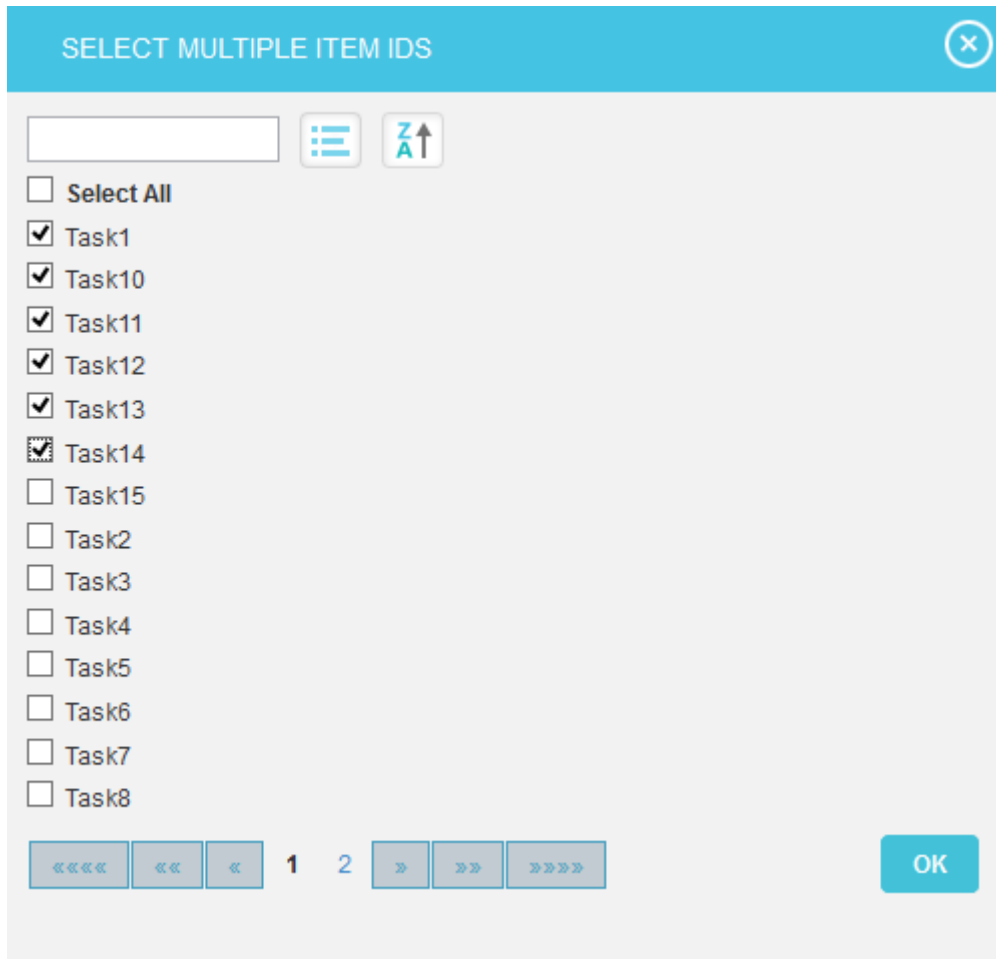 SELECT MULTIPLE ITEM IDS
Z
A
Select All
Task1
Task10
Task11
Task12
Task13
Task14
Task15
Task2
Task3
Task4
Task5
Task6
Task7
Task8
«««« «« « 1 2 » »» »»»» OK